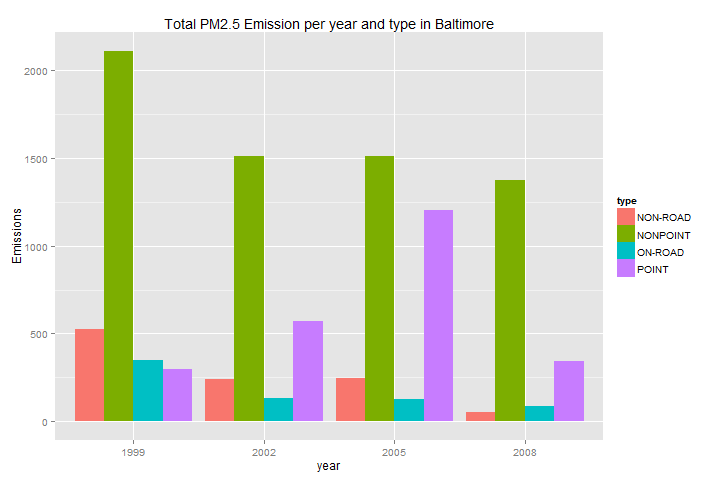 Total PM2.5 Emission per year and type in Baltimore
Emissions
2000
1500
1000
500
0
1999
2002
2005
2008
year
type
NON-ROAD
NONPOINT
ON-ROAD
POINT